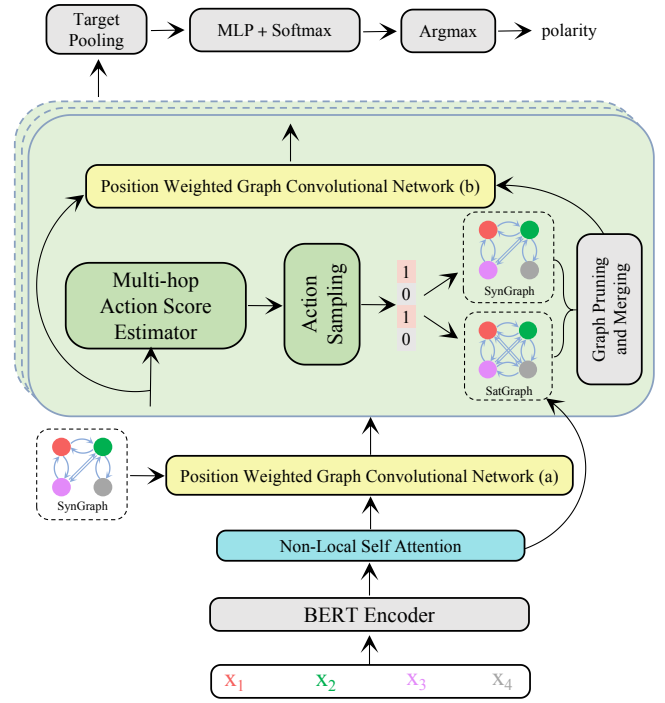 Target
Pooling
MLP + Softmax
Argmax
polarity
Position Weighted Graph Convolutional Network (b)
Multi-hop
Action Score
Estimator
Action
Sampling
1
0
1
0
SynGraph
SatGraph
Graph Pruning
and Merging
SynGraph
Position Weighted Graph Convolutional Network (a)
Non-Local Self Attention
BERT Encoder
x₁ x₂ x₃ x₄